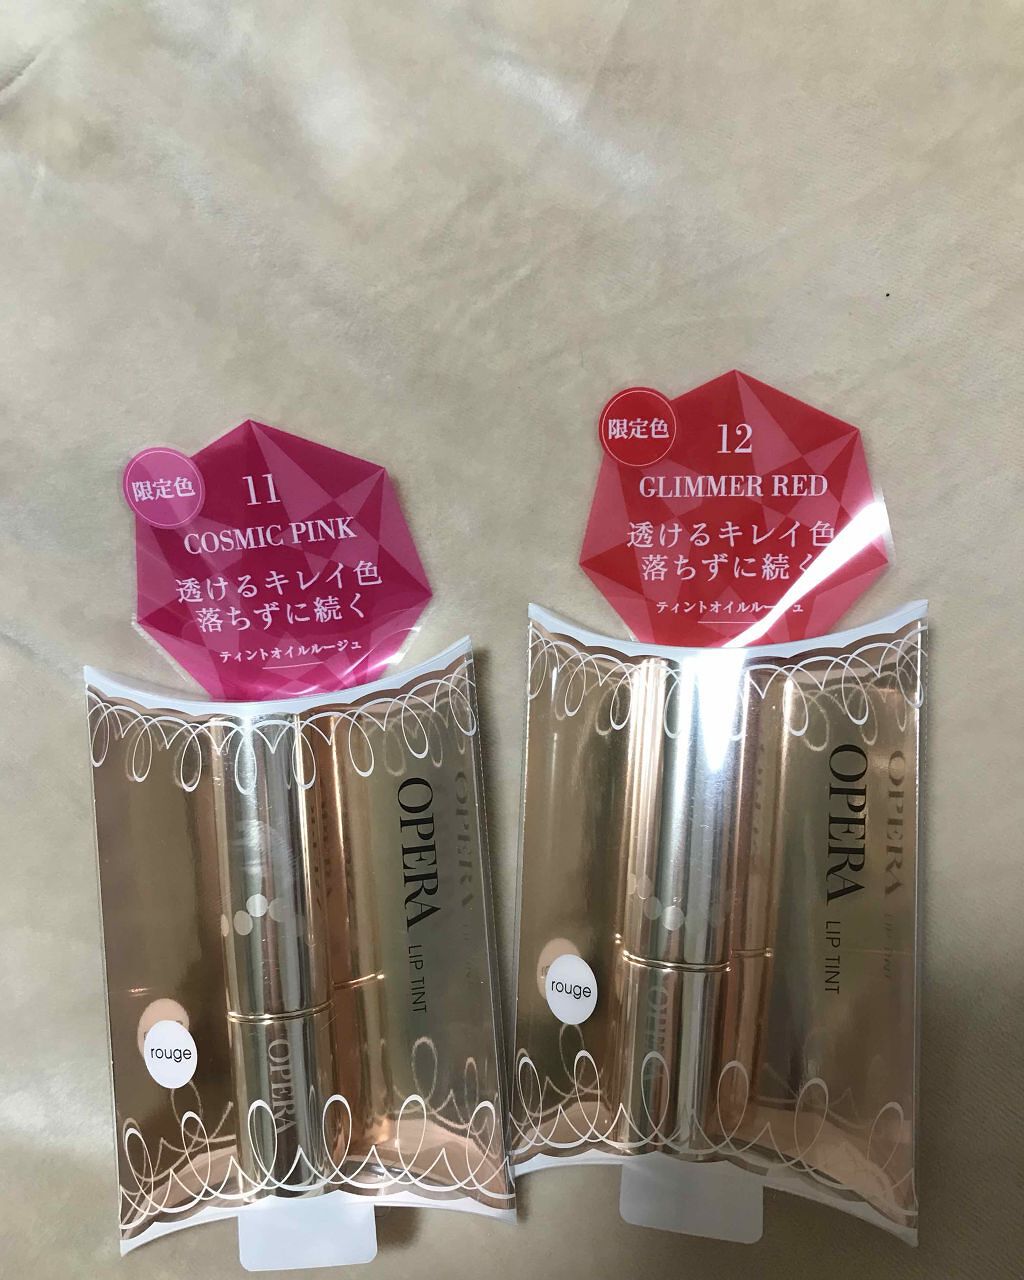 限定色
11
COSMIC PINK
透けるキレイ色
落ちずに続く
ティントオイルルージュ
OPERA LIP TINT
rouge
OPERA
限定色
12
GLIMMER RED
透けるキレイ色
落ちずに続く
ティントオイルルージュ
OPERA LIP TINT
rouge
OPERA